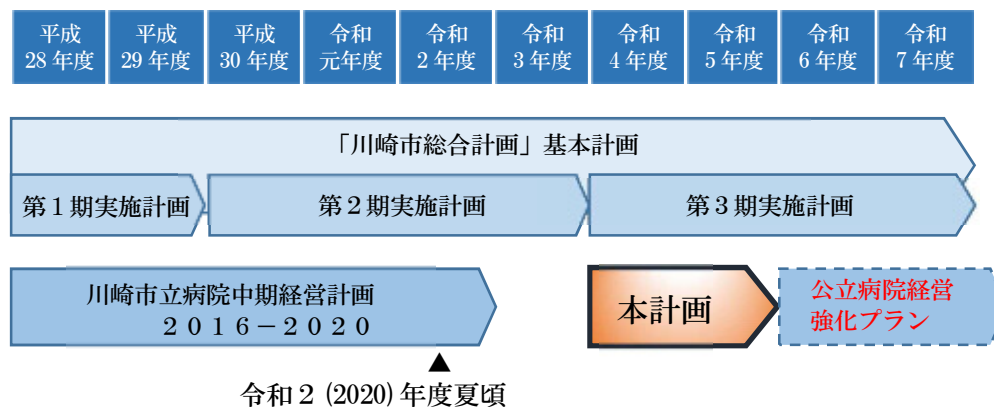 平成
28 年度
平成
29 年度
平成
30 年度
令和
元年度
令和
2 年度
令和
3 年度
令和
4 年度
令和
5 年度
令和
6 年度
令和
7 年度
「川崎市総合計画」基本計画
第１期実施計画
第２期実施計画
第３期実施計画
川崎市立病院中期経営計画
２０１６－２０２０
本計画
公立病院経営
強化プラン
▲
令和２ (2020) 年度夏頃